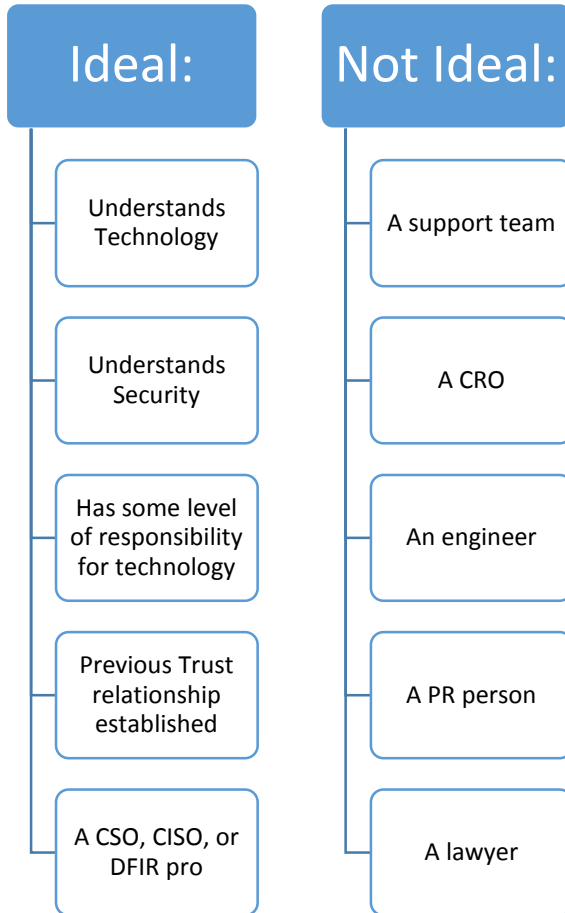 Ideal:
Understands
Technology
Understands
Security
Has some level
of responsibility
for technology
Previous Trust
relationship
established
A CSO, CISO, or
DFIR pro
Not Ideal:
A support team
A CRO
An engineer
A PR person
A lawyer